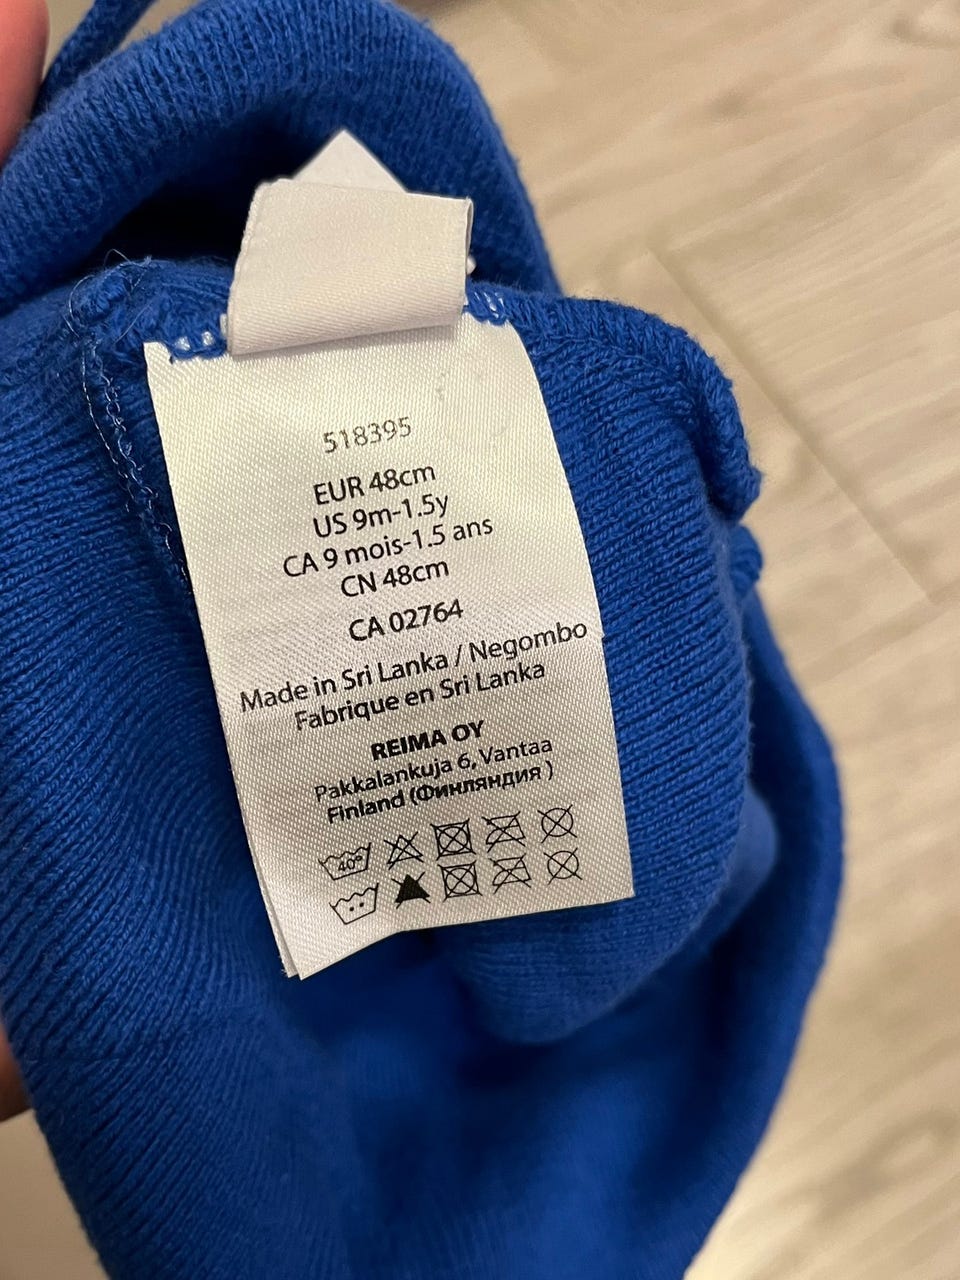 518395
EUR 48cm
US 9m-1.5y
CA 9 mois-1.5 ans
CN 48cm
CA 02764
Made in Sri Lanka / Negombo
Fabrique en Sri Lanka
REIMA OY
Pakkalankuja 6, Vantaa
Finland (Финляндия )
40°